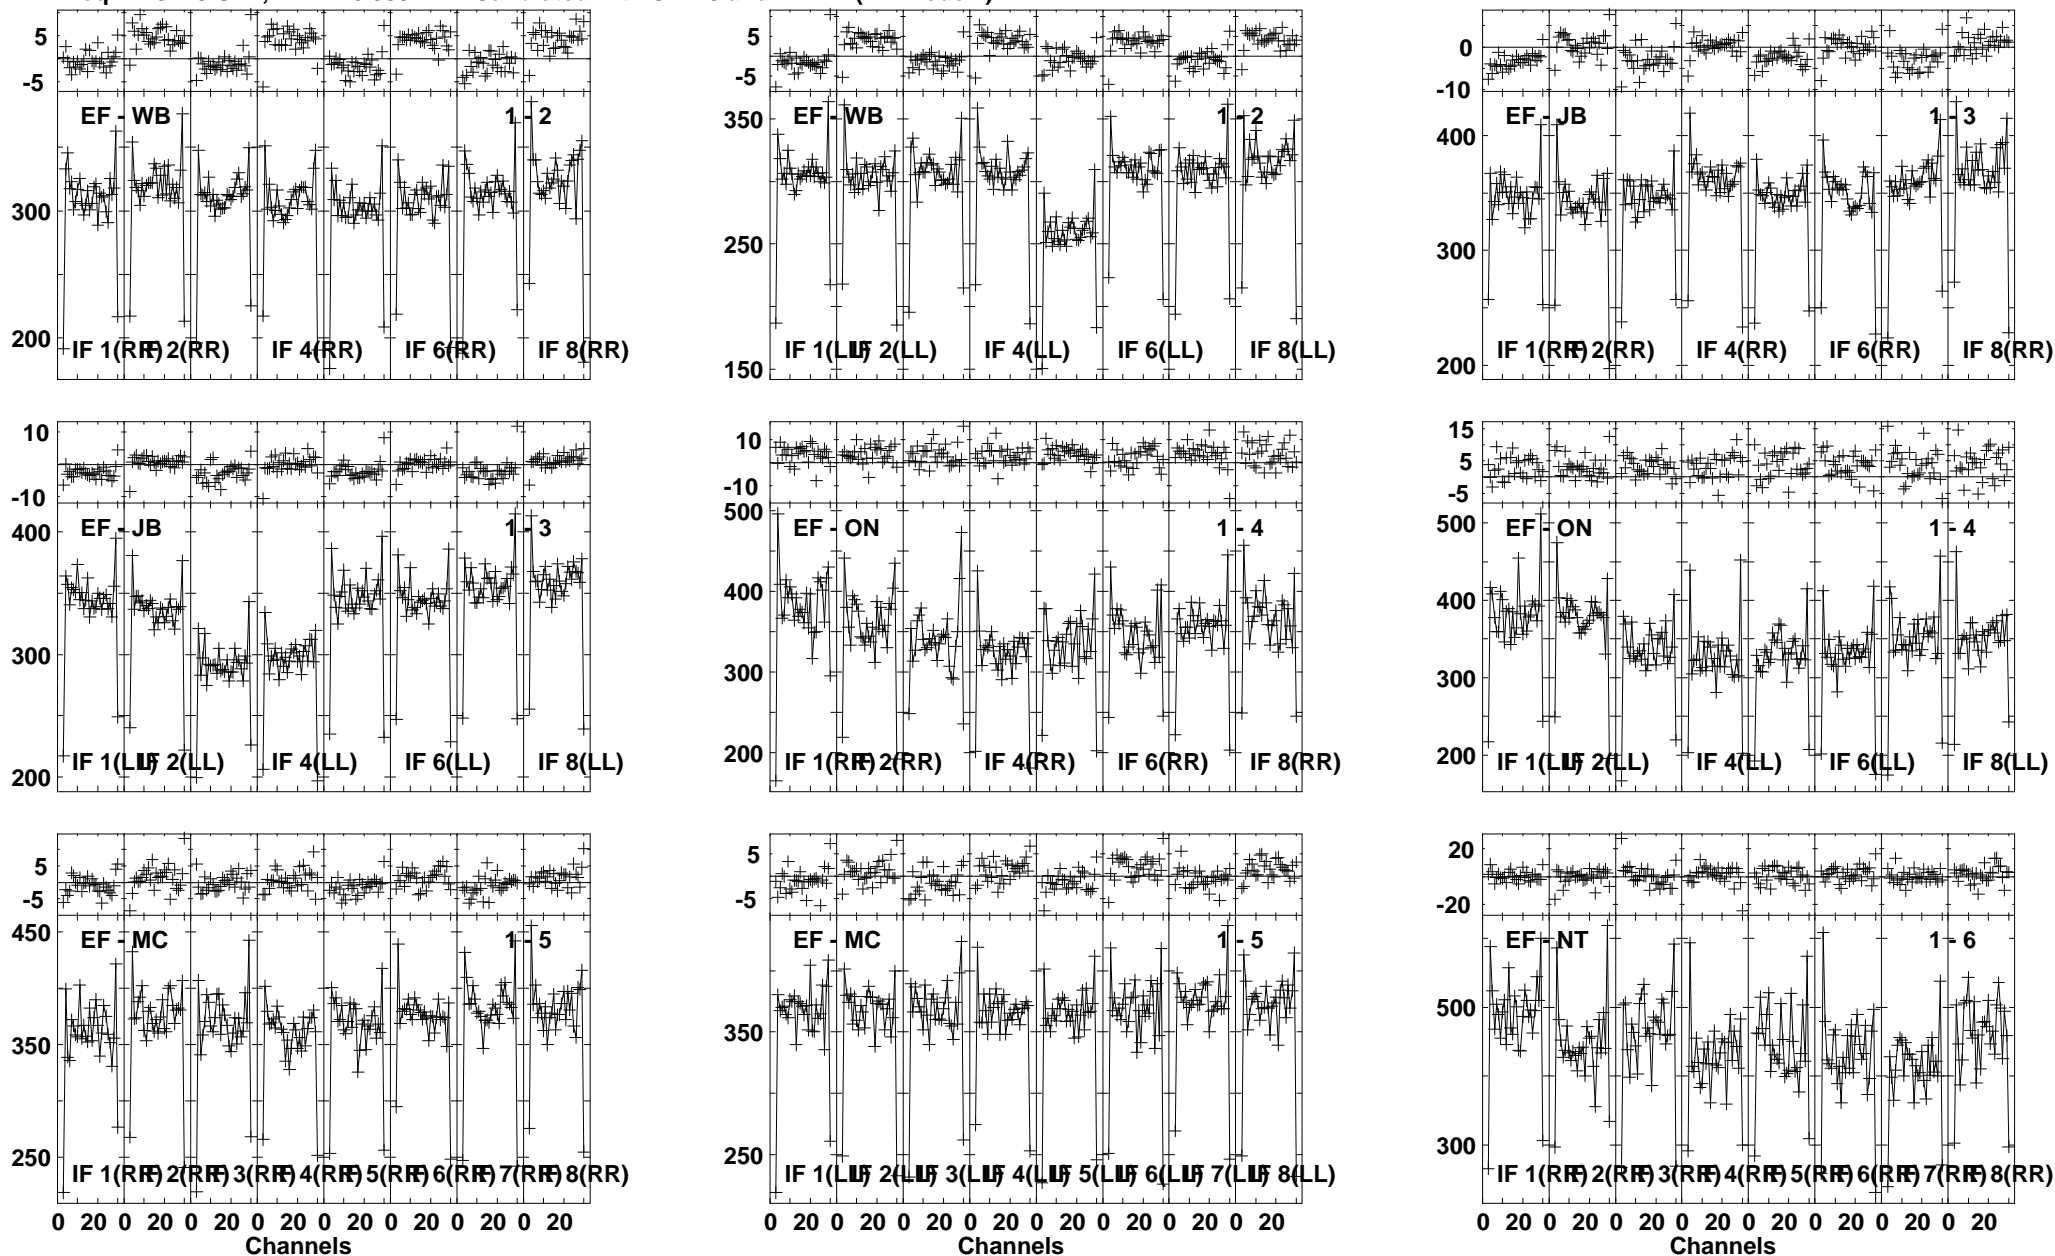 5
-5
EF - WB 1 - 2
300
200
IF 1(RR) IF 2(RR) IF 4(RR) IF 6(RR) IF 8(RR)
5
-5
350
EF - WB 1 - 2
300
250
150
IF 1(LL) IF 2(LL) IF 4(LL) IF 6(LL) IF 8(LL)
0
-10
400
EF - JB 1 - 3
300
200
IF 1(RR) IF 2(RR) IF 4(RR) IF 6(RR) IF 8(RR)
10
-10
400
EF - JB 1 - 3
300
200
IF 1(LL) IF 2(LL) IF 4(LL) IF 6(LL) IF 8(LL)
10
-10
500
EF - ON 1 - 4
400
300
200
IF 1(RR) IF 2(RR) IF 4(RR) IF 6(RR) IF 8(RR)
15
5
-5
500
EF - ON 1 - 4
400
300
200
IF 1(LL) IF 2(LL) IF 4(LL) IF 6(LL) IF 8(LL)
5
-5
450
EF - MC 1 - 5
350
250
IF 1(RR) IF 2(RR) IF 3(RR) IF 4(RR) IF 5(RR) IF 6(RR) IF 7(RR) IF 8(RR)
0 20 0 20 0 20 0 20 0 20 0 20 0 20 0 20
Channels
5
-5
EF - MC 1 - 5
350
250
IF 1(LL) IF 2(LL) IF 3(LL) IF 4(LL) IF 5(LL) IF 6(LL) IF 7(LL) IF 8(LL)
0 20 0 20 0 20 0 20 0 20 0 20 0 20 0 20
Channels
20
-20
EF - NT 1 - 6
500
300
IF 1(RR) IF 2(RR) IF 3(RR) IF 4(RR) IF 5(RR) IF 6(RR) IF 7(RR) IF 8(RR)
0 20 0 20 0 20 0 20 0 20 0 20 0 20 0 20
Channels